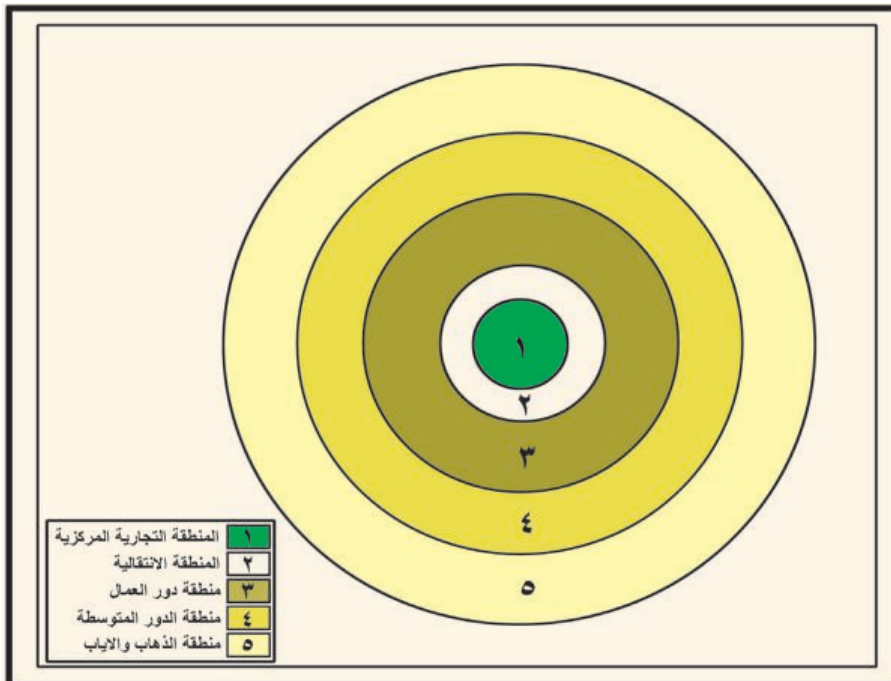 ١
٢
٣
٤
٥
١ المنطقة التجارية المركزية
٢ المنطقة الانتقالية
٣ منطقة دور العمال
٤ منطقة الدور المتوسطة
٥ منطقة الذهاب والاياب